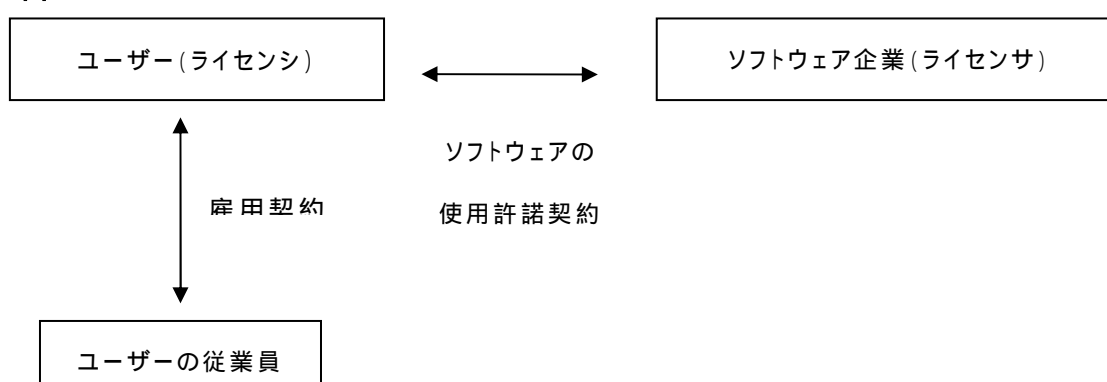 ユーザー(ライセンシ)
ソフトウェア企業(ライセンサ)
ソフトウェアの
使用許諾契約
雇用契約
ユーザーの従業員